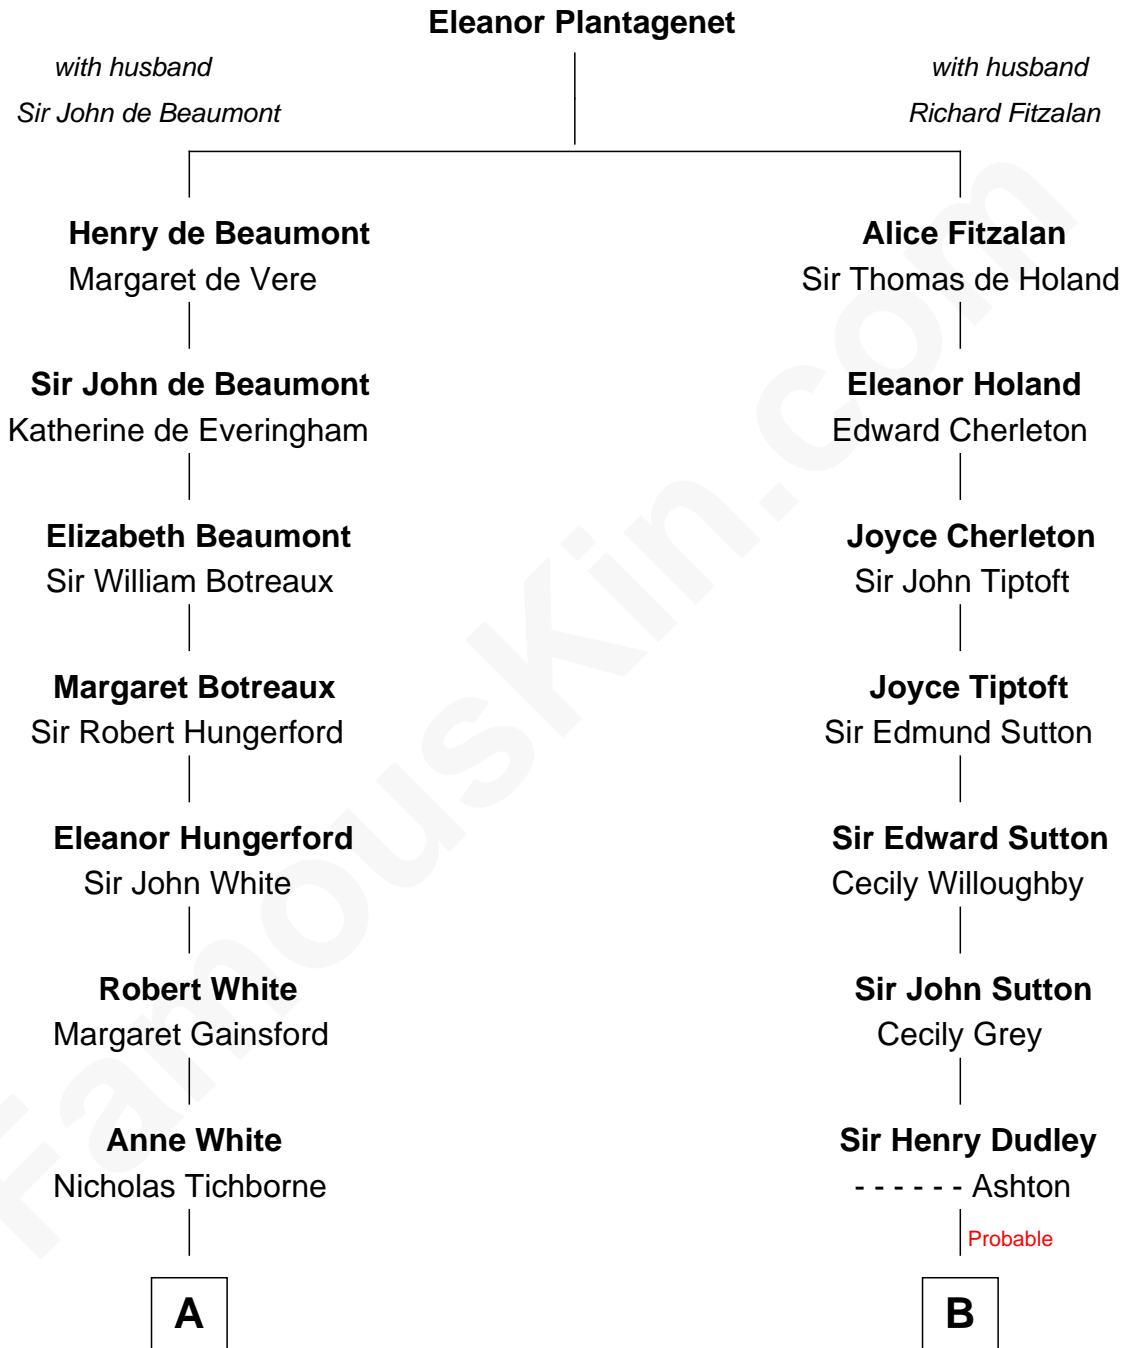 Eleanor Plantagenet
with husband
Sir John de Beaumont
with husband
Richard Fitzalan
Henry de Beaumont
Margaret de Vere
Alice Fitzalan
Sir Thomas de Holand
Sir John de Beaumont
Katherine de Everingham
Eleanor Holand
Edward Cherleton
Elizabeth Beaumont
Sir William Botreaux
Joyce Cherleton
Sir John Tiptoft
Margaret Botreaux
Sir Robert Hungerford
Joyce Tiptoft
Sir Edmund Sutton
Eleanor Hungerford
Sir John White
Sir Edward Sutton
Cecily Willoughby
Robert White
Margaret Gainsford
Sir John Sutton
Cecily Grey
Anne White
Nicholas Tichborne
Sir Henry Dudley
- - - - - - Ashton
Probable
A
B
FamousKin.com